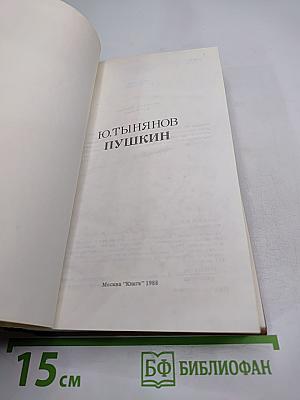 Ю.ТЫНЯНОВ
ПУШКИН
Москва "Книга" 1988
15 см
БФ БИБЛИОФАН